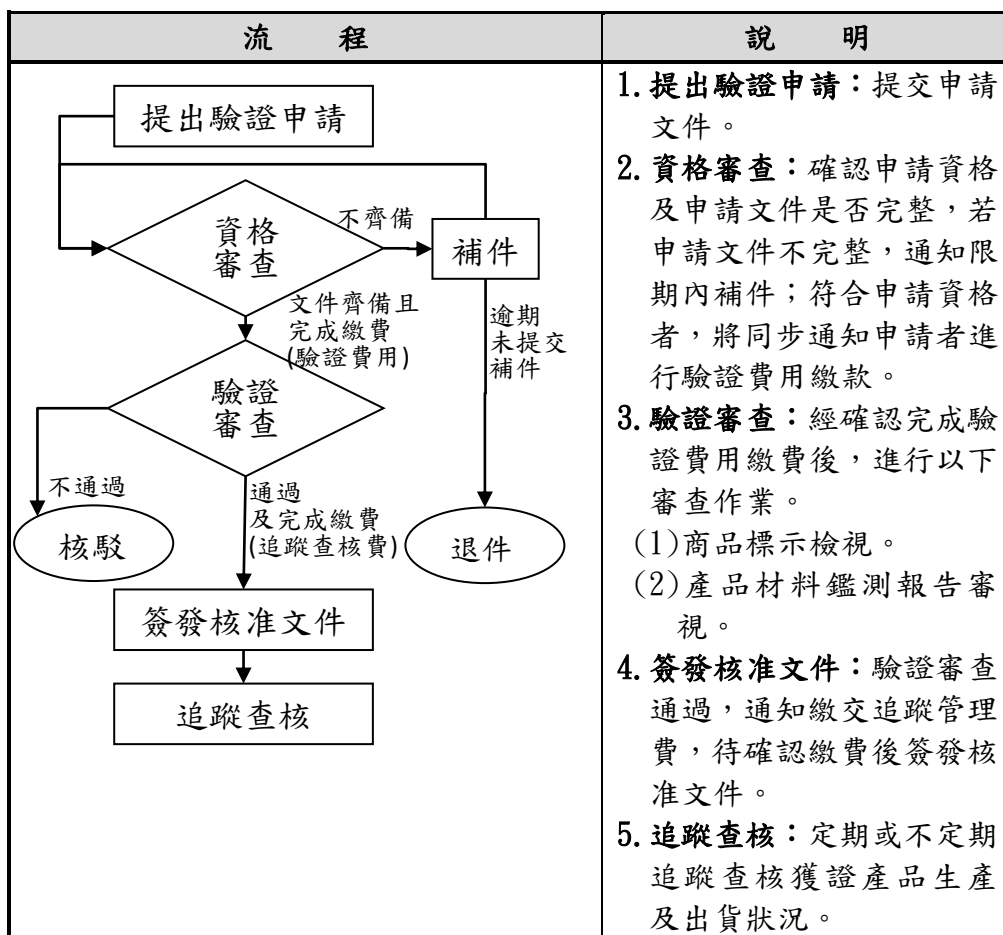 流 程
說 明
提出驗證申請
資格
審查
不齊備
補件
文件齊備且
完成繳費
(驗證費用)
逾期
未提交
補件
驗證
審查
不通過
核駁
通過
及完成繳費
(追蹤查核費)
退件
簽發核准文件
追蹤查核
1.提出驗證申請：提交申請
文件。
2.資格審查：確認申請資格
及申請文件是否完整，若
申請文件不完整，通知限
期內補件；符合申請資格
者，將同步通知申請者進
行驗證費用繳款。
3.驗證審查：經確認完成驗
證費用繳費後，進行以下
審查作業。
(1)商品標示檢視。
(2)產品材料鑑測報告審
視。
4.簽發核准文件：驗證審查
通過，通知繳交追蹤管理
費，待確認繳費後簽發核
准文件。
5.追蹤查核：定期或不定期
追蹤查核獲證產品生產
及出貨狀況。